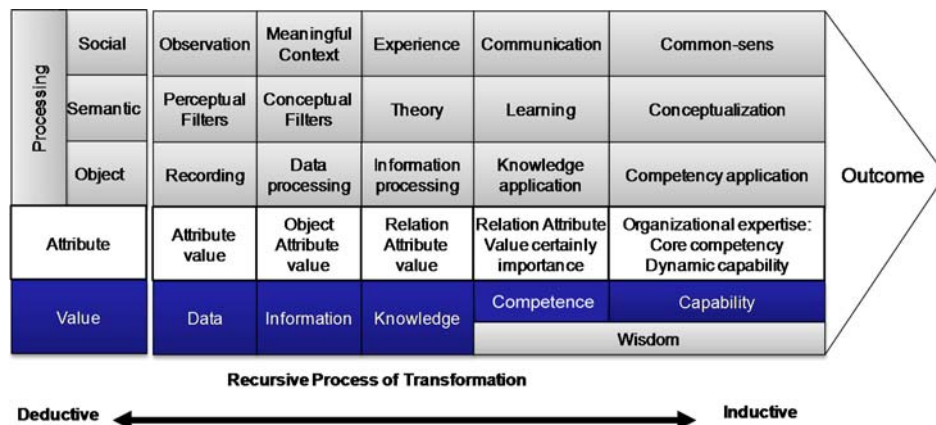 Processing
Social
Observation
Meaningful
Context
Experience
Communication
Common-sens
Semantic
Perceptual
Filters
Conceptual
Filters
Theory
Learning
Conceptualization
Object
Recording
Data
processing
Information
processing
Knowledge
application
Competency application
Outcome
Attribute
Attribute
value
Object
Attribute
value
Relation
Attribute
value
Relation Attribute
Value certainly
importance
Organizational expertise:
Core competency
Dynamic capability
Value
Data
Information
Knowledge
Competence
Capability
Wisdom
Recursive Process of Transformation
Deductive
Inductive